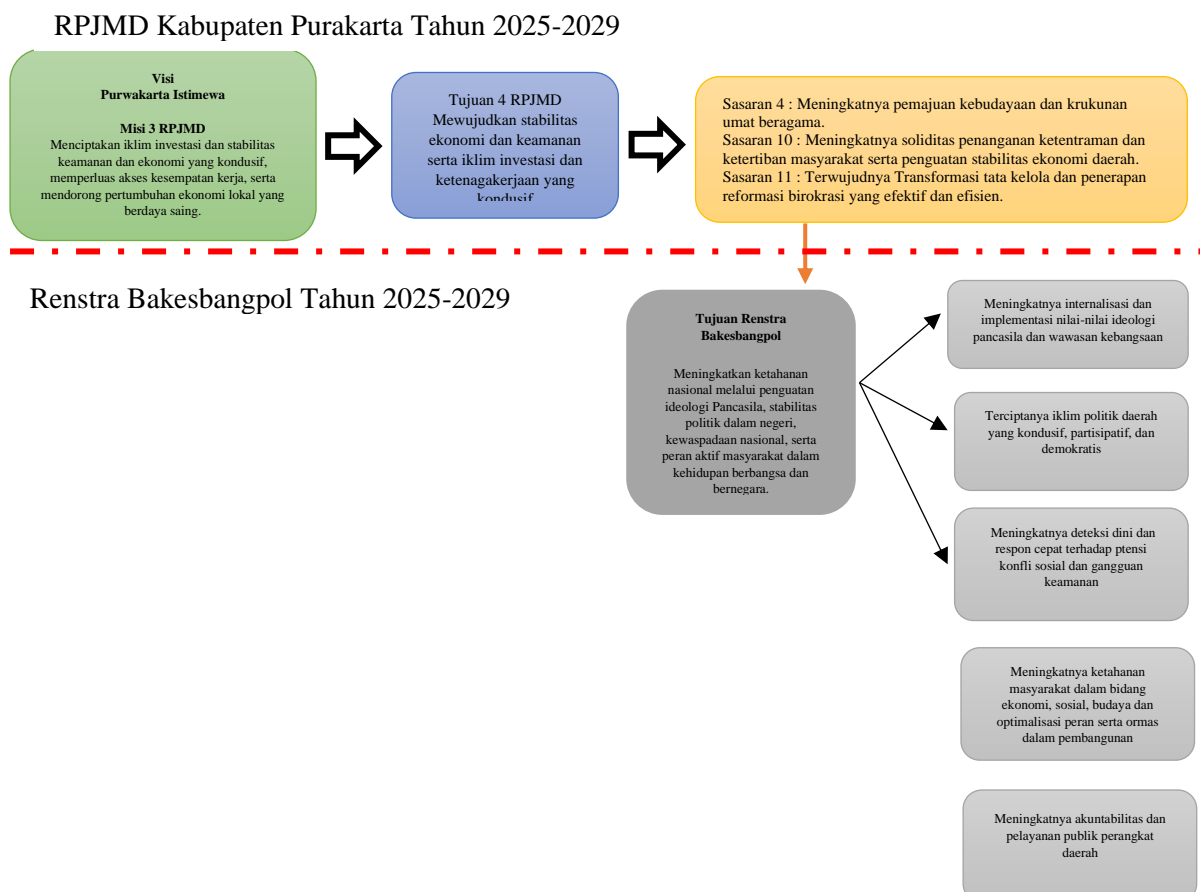 RPJMD Kabupaten Purakarta Tahun 2025-2029
Visi
Purwakarta Istimewa
Misi 3 RPJMD
Menciptakan iklim investasi dan stabilitas
keamanan dan ekonomi yang kondusif,
memperluas akses kesempatan kerja, serta
mendorong pertumbuhan ekonomi lokal yang
berdaya saing.
Tujuan 4 RPJMD
Mewujudkan stabilitas
ekonomi dan keamanan
serta iklim investasi dan
ketenagakerjaan yang
kondusif
Sasaran 4 : Meningkatnya pemajuan kebudayaan dan krukunan
umat beragama.
Sasaran 10 : Meningkatnya soliditas penanganan ketentraman dan
ketertiban masyarakat serta penguatan stabilitas ekonomi daerah.
Sasaran 11 : Terwujudnya Transformasi tata kelola dan penerapan
reformasi birokrasi yang efektif dan efisien.
Renstra Bakesbangpol Tahun 2025-2029
Tujuan Renstra
Bakesbangpol
Meningkatkan ketahanan
nasional melalui penguatan
ideologi Pancasila, stabilitas
politik dalam negeri,
kewaspadaan nasional, serta
peran aktif masyarakat dalam
kehidupan berbangsa dan
bernegara.
Meningkatnya internalisasi dan
implementasi nilai-nilai ideologi
pancasila dan wawasan kebangsaan
Terciptanya iklim politik daerah
yang kondusif, partisipatif, dan
demokratis
Meningkatnya deteksi dini dan
respon cepat terhadap ptensi
konfli sosial dan gangguan
keamanan
Meningkatnya ketahanan
masyarakat dalam bidang
ekonomi, sosial, budaya dan
optimalisasi peran serta ormas
dalam pembangunan
Meningkatnya akuntabilitas dan
pelayanan publik perangkat
daerah